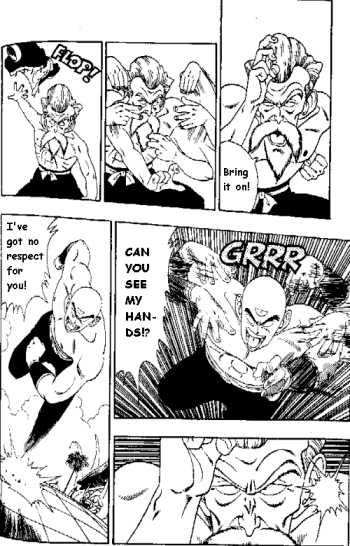 FLOP!
Bring
it on!
I've
got no
respect
for
you!
CAN
YOU
SEE
MY
HAN-
DS!?
GRRR